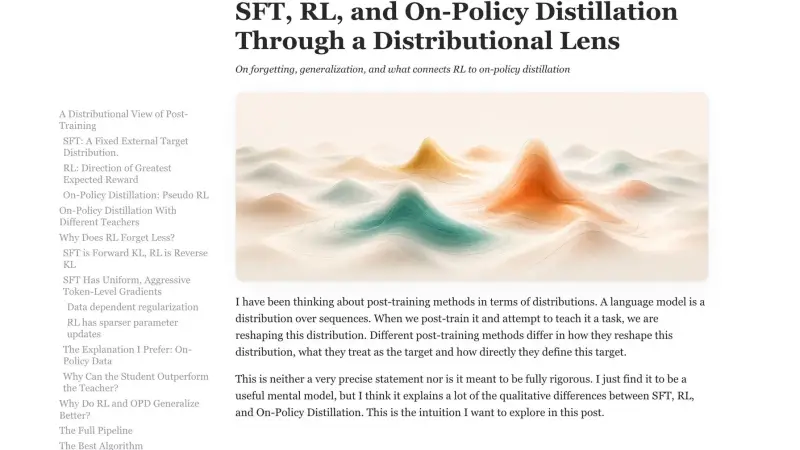 SFT, RL, and On-Policy Distillation
Through a Distributional Lens
On forgetting, generalization, and what connects RL to on-policy distillation
A Distributional View of Post-
Training
SFT: A Fixed External Target
Distribution.
RL: Direction of Greatest
Expected Reward
On-Policy Distillation: Pseudo RL
On-Policy Distillation With
Different Teachers
Why Does RL Forget Less?
SFT is Forward KL, RL is Reverse
KL
SFT Has Uniform, Aggressive
Token-Level Gradients
Data dependent regularization
RL has sparser parameter
updates
The Explanation I Prefer: On-
Policy Data
Why Can the Student Outperform
the Teacher?
Why Do RL and OPD Generalize
Better?
The Full Pipeline
The Best Algorithm
I have been thinking about post-training methods in terms of distributions. A language model is a
distribution over sequences. When we post-train it and attempt to teach it a task, we are
reshaping this distribution. Different post-training methods differ in how they reshape this
distribution, what they treat as the target and how directly they define this target.
This is neither a very precise statement nor is it meant to be fully rigorous. I just find it to be a
useful mental model, but I think it explains a lot of the qualitative differences between SFT, RL,
and On-Policy Distillation. This is the intuition I want to explore in this post.